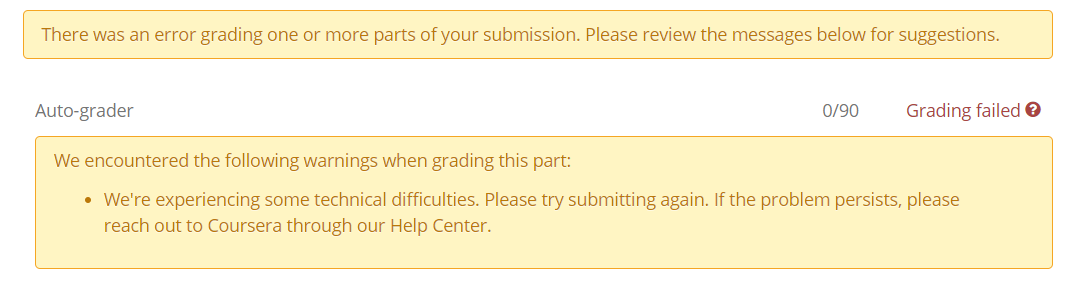 There was an error grading one or more parts of your submission. Please review the messages below for suggestions.
Auto-grader 0/90 Grading failed ?
We encountered the following warnings when grading this part:
• We're experiencing some technical difficulties. Please try submitting again. If the problem persists, please
reach out to Coursera through our Help Center.